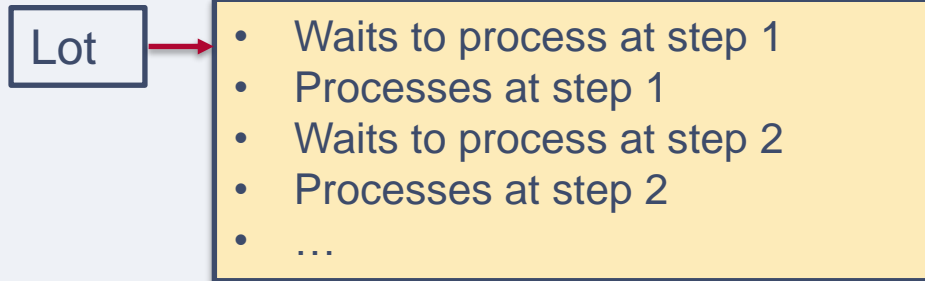 Lot
• Waits to process at step 1
• Processes at step 1
• Waits to process at step 2
• Processes at step 2
• …